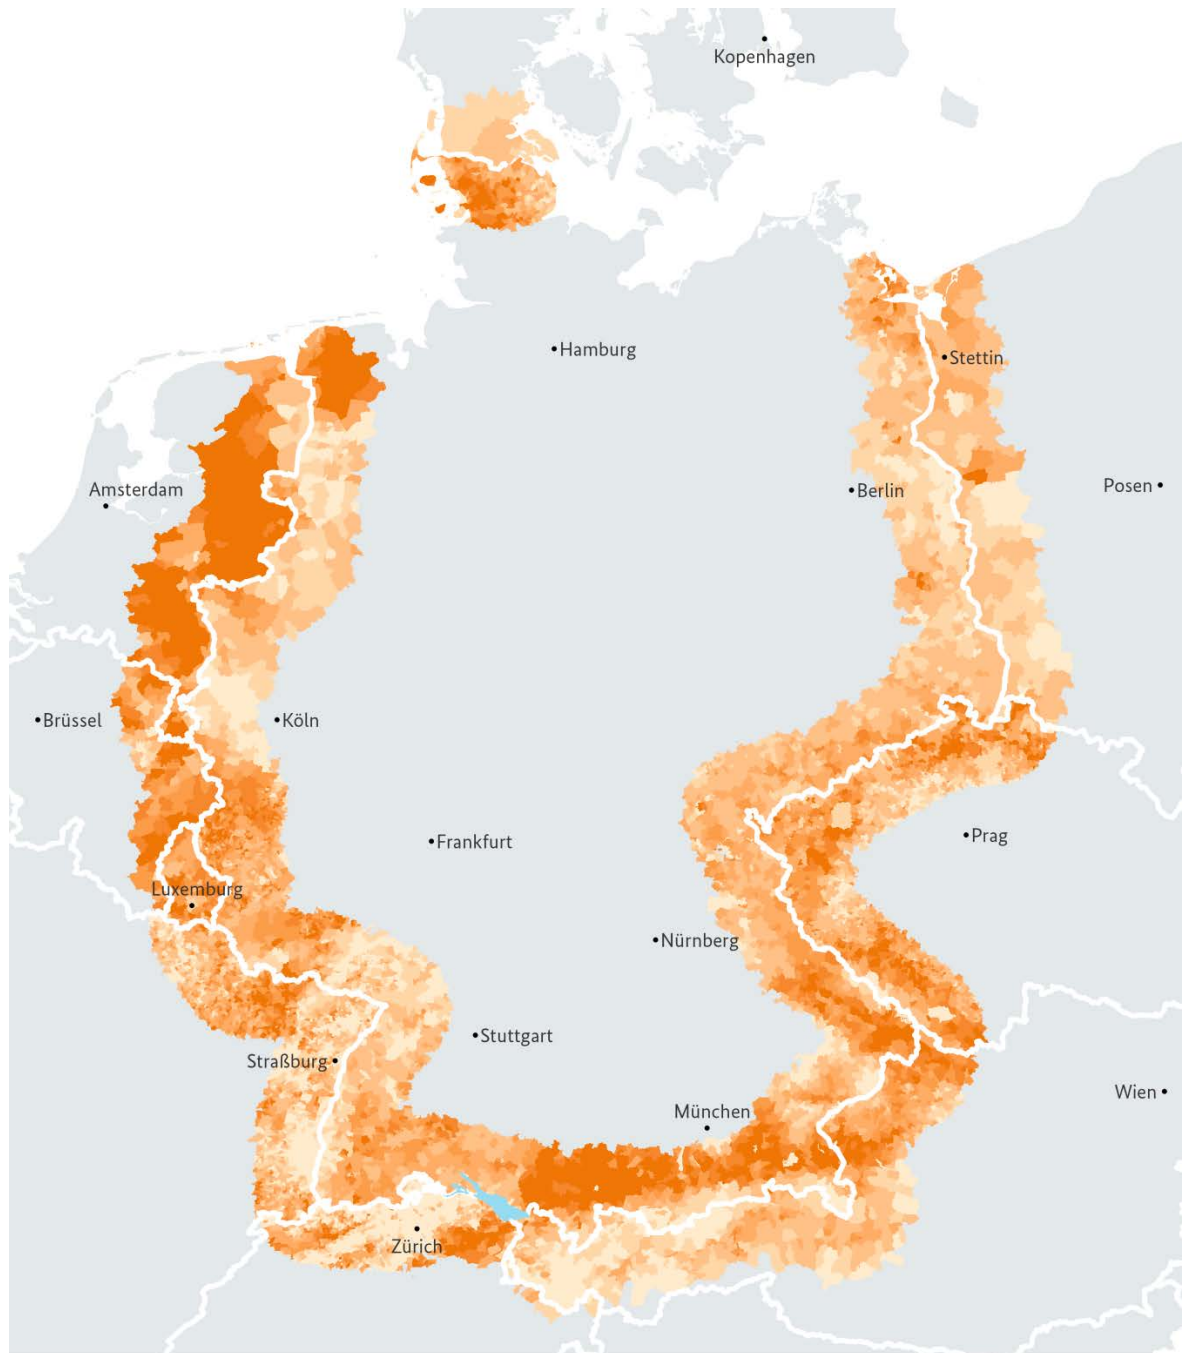 Kopenhagen
Hamburg
Stettin
Amsterdam
Berlin
Posen
Brüssel
Köln
Frankfurt
Prag
Luxemburg
Nürnberg
Stuttgart
Straßburg
Wien
München
Zürich